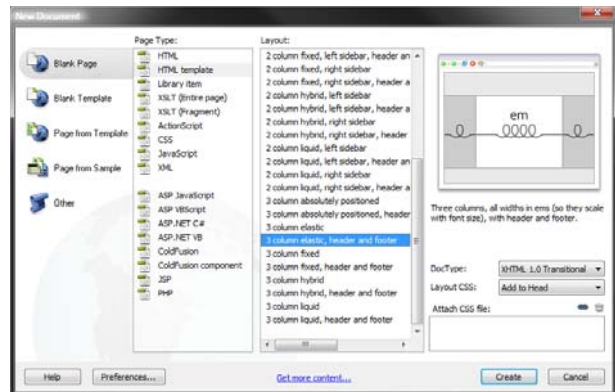 New Document
Blank Page
Blank Template
Page from Template
Page from Sample
Other
Page Type:
HTML
HTML template
Library item
XSLT (Entire page)
XSLT (Fragment)
ActionScript
CSS
JavaScript
XML
ASP JavaScript
ASP VBScript
ASP.NET C#
ASP.NET VB
ColdFusion
ColdFusion component
JSP
PHP
Layout:
2 column fixed, left sidebar, header an
2 column fixed, right sidebar
2 column fixed, right sidebar, header a
2 column hybrid, left sidebar
2 column hybrid, left sidebar, header an
2 column hybrid, right sidebar
2 column hybrid, right sidebar, header
2 column liquid, left sidebar
2 column liquid, left sidebar, header an
2 column liquid, right sidebar
2 column liquid, right sidebar, header a
3 column absolutely positioned
3 column absolutely positioned, header
3 column elastic
3 column elastic, header and footer
3 column fixed
3 column fixed, header and footer
3 column hybrid
3 column hybrid, header and footer
3 column liquid
3 column liquid, header and footer
em
Three columns, all widths in ems (so they scale
with font size), with header and footer.
DocType:
XHTML 1.0 Transitional
Layout CSS:
Add to Head
Attach CSS file:
Help
Preferences...
Get more content...
Create
Cancel